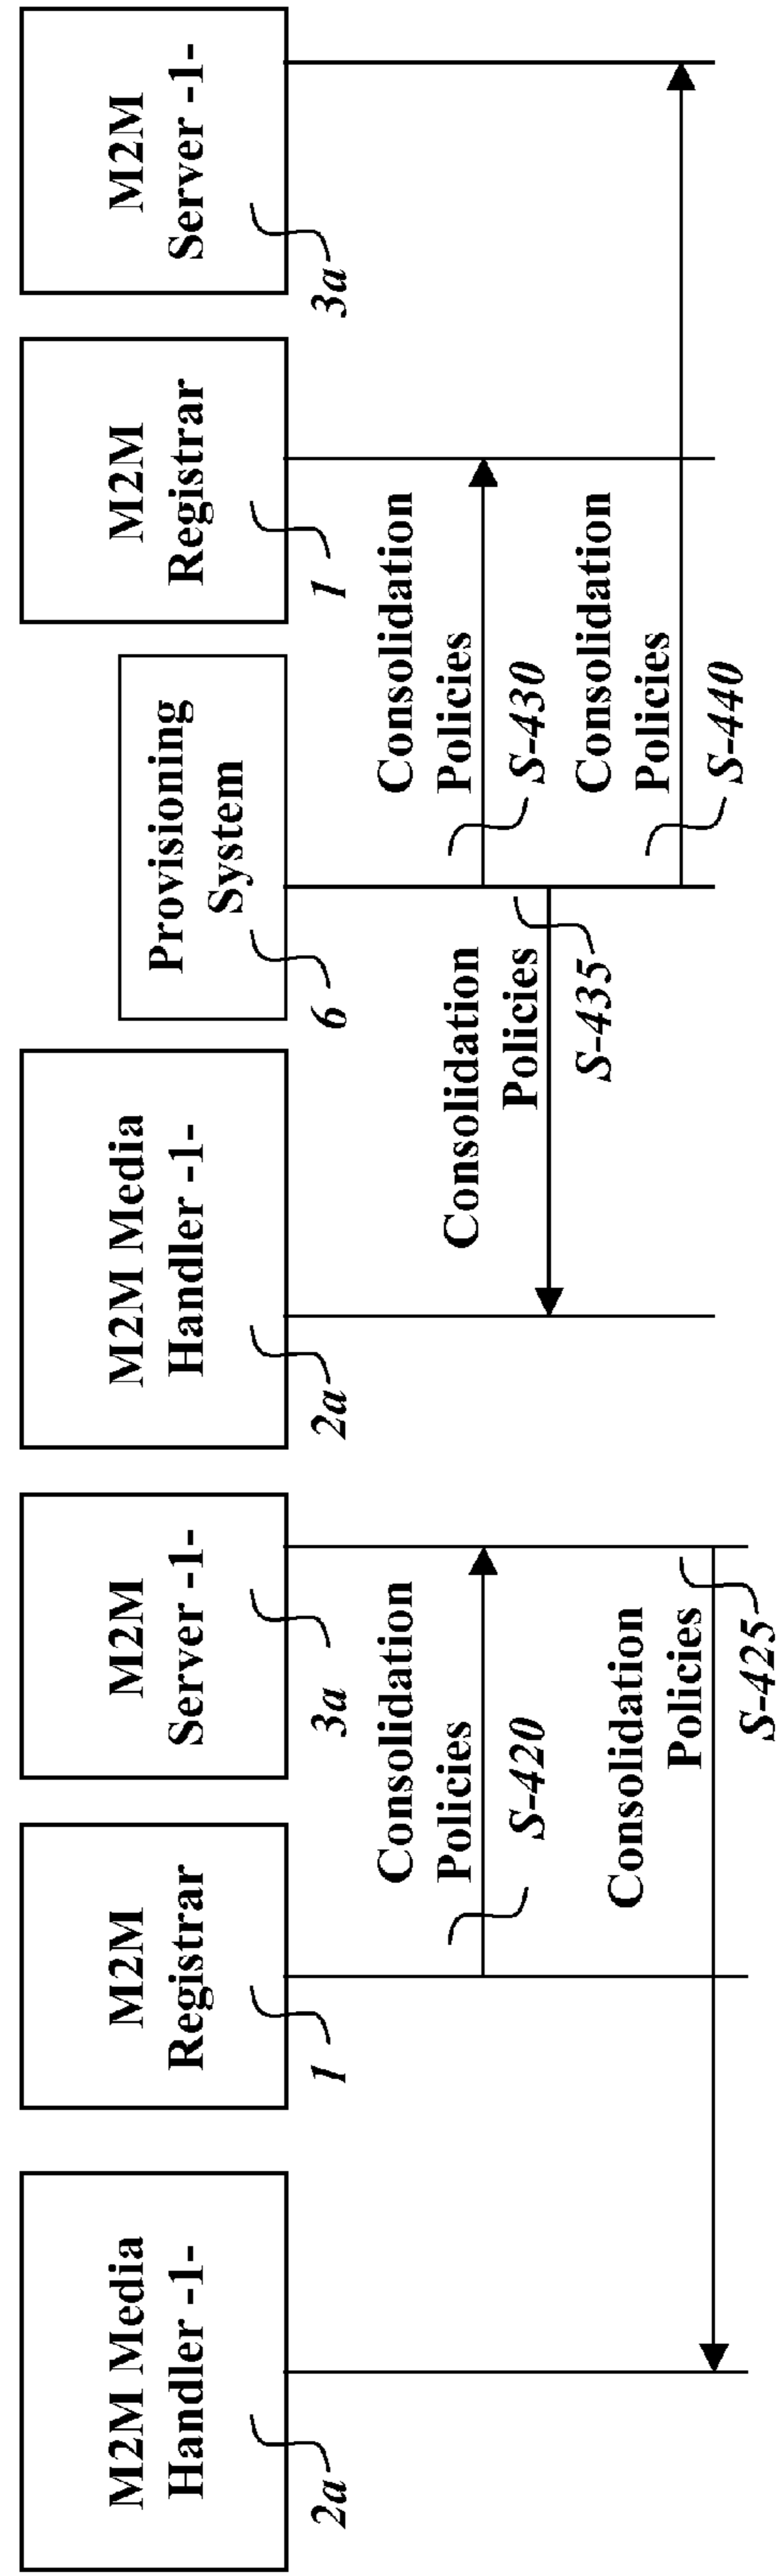 M2M Media
Handler -1-
2a
M2M
Registrar
1
M2M
Server -1-
3a
Consolidation
Policies
S-420
Consolidation
Policies
S-425
M2M Media
Handler -1-
2a
Provisioning
System
6
M2M
Registrar
1
M2M
Server -1-
3a
Consolidation
Policies
S-430
Consolidation
Policies
S-435
Consolidation
Policies
S-440